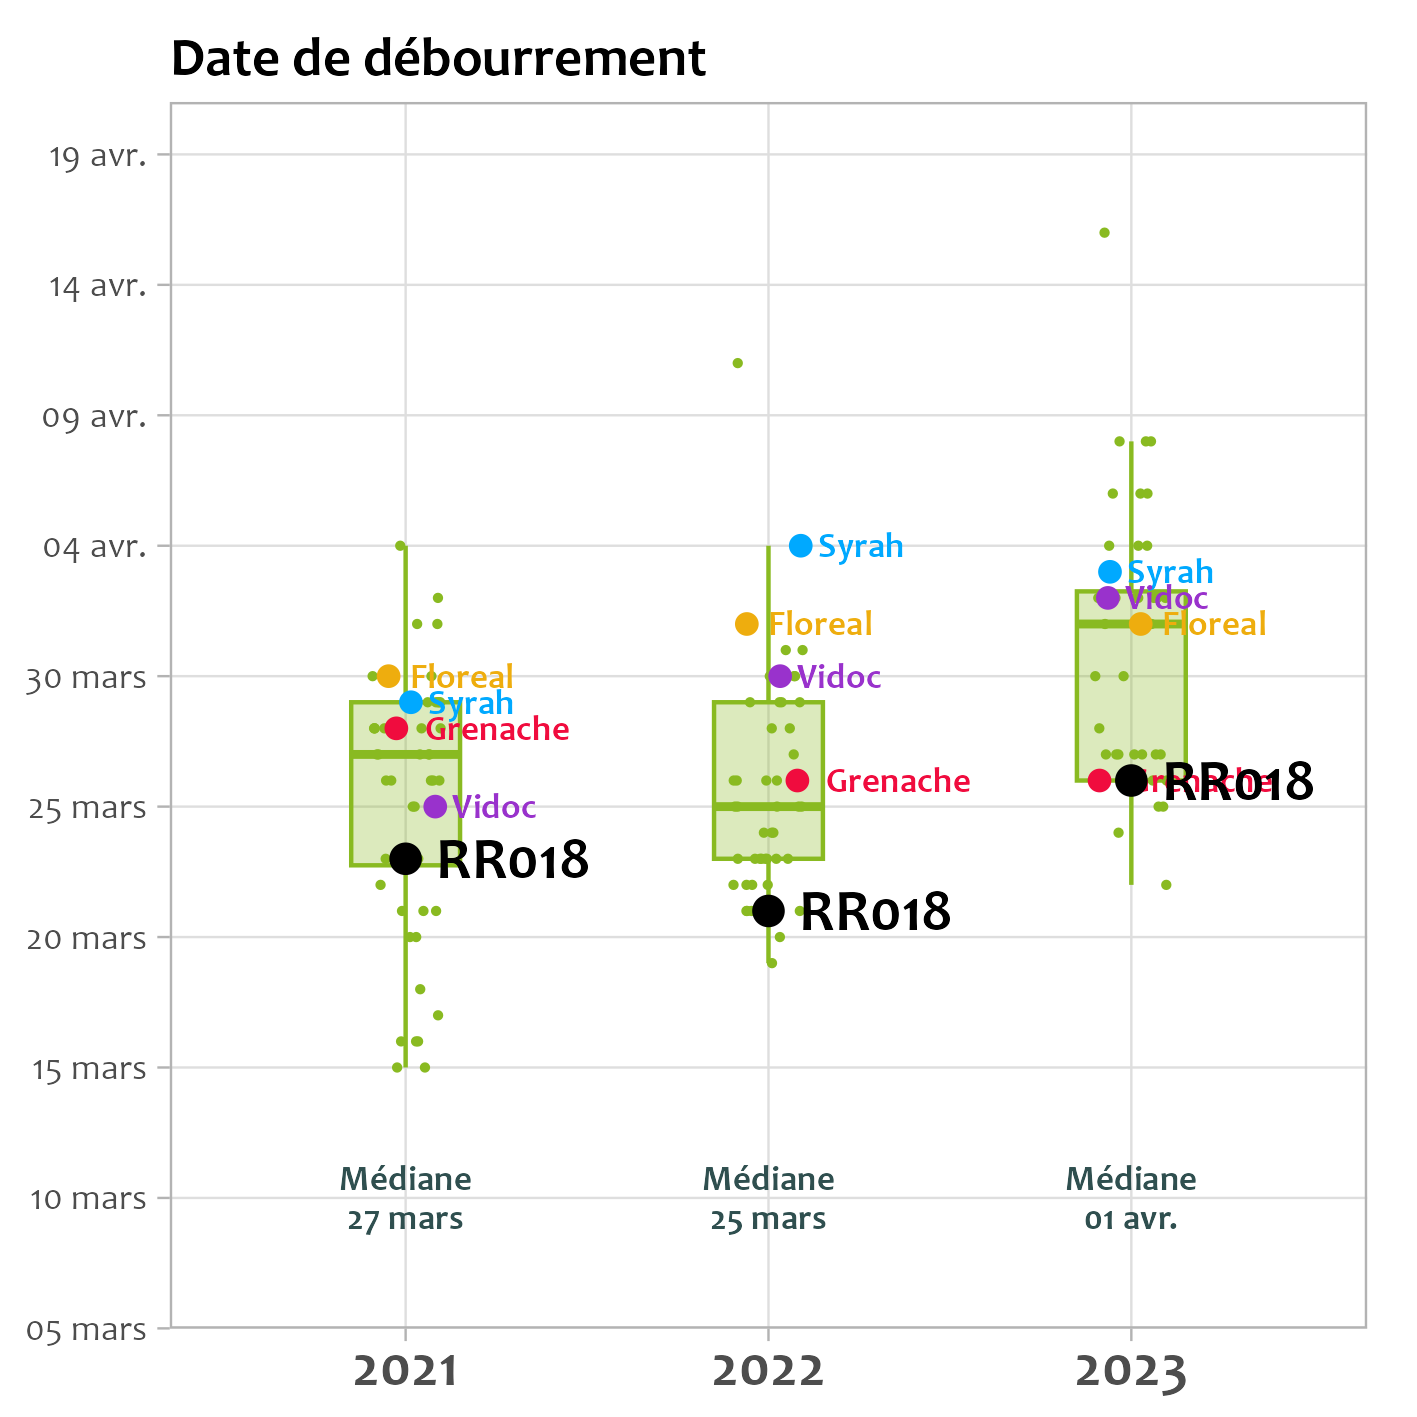 Date de débourrement
19 avr.
14 avr.
09 avr.
04 avr.
30 mars
25 mars
20 mars
15 mars
10 mars
05 mars
Floreal
Syrah
Grenache
Vidoc
RR018
Médiane
27 mars
Syrah
Floreal
Vidoc
Grenache
RR018
Médiane
25 mars
Syrah
Vidoc
Floreal
Grenache
RR018
Médiane
01 avr.
2021
2022
2023